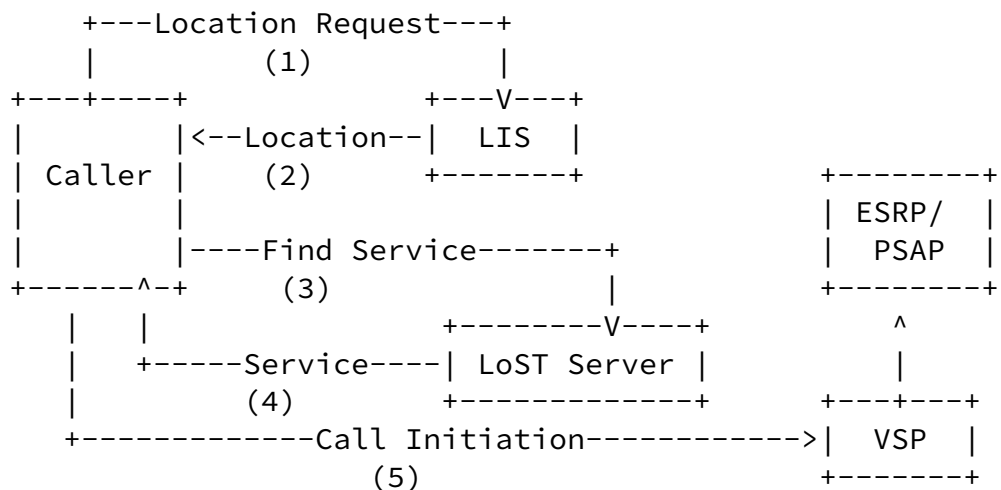 +---Location Request---+
| (1) |
+---+----+ +---V---+
| |<--Location--| LIS |
| Caller | (2) +-------+ +--------+
| | | ESRP/ |
| |----Find Service-------+ | PSAP |
+------^-+ (3) | +--------+
| | +--------V----+ ^
| +-----Service----| LoST Server | |
| (4) +-------------+ +---+---+
+-------------Call Initiation------------>| VSP |
(5) +-------+